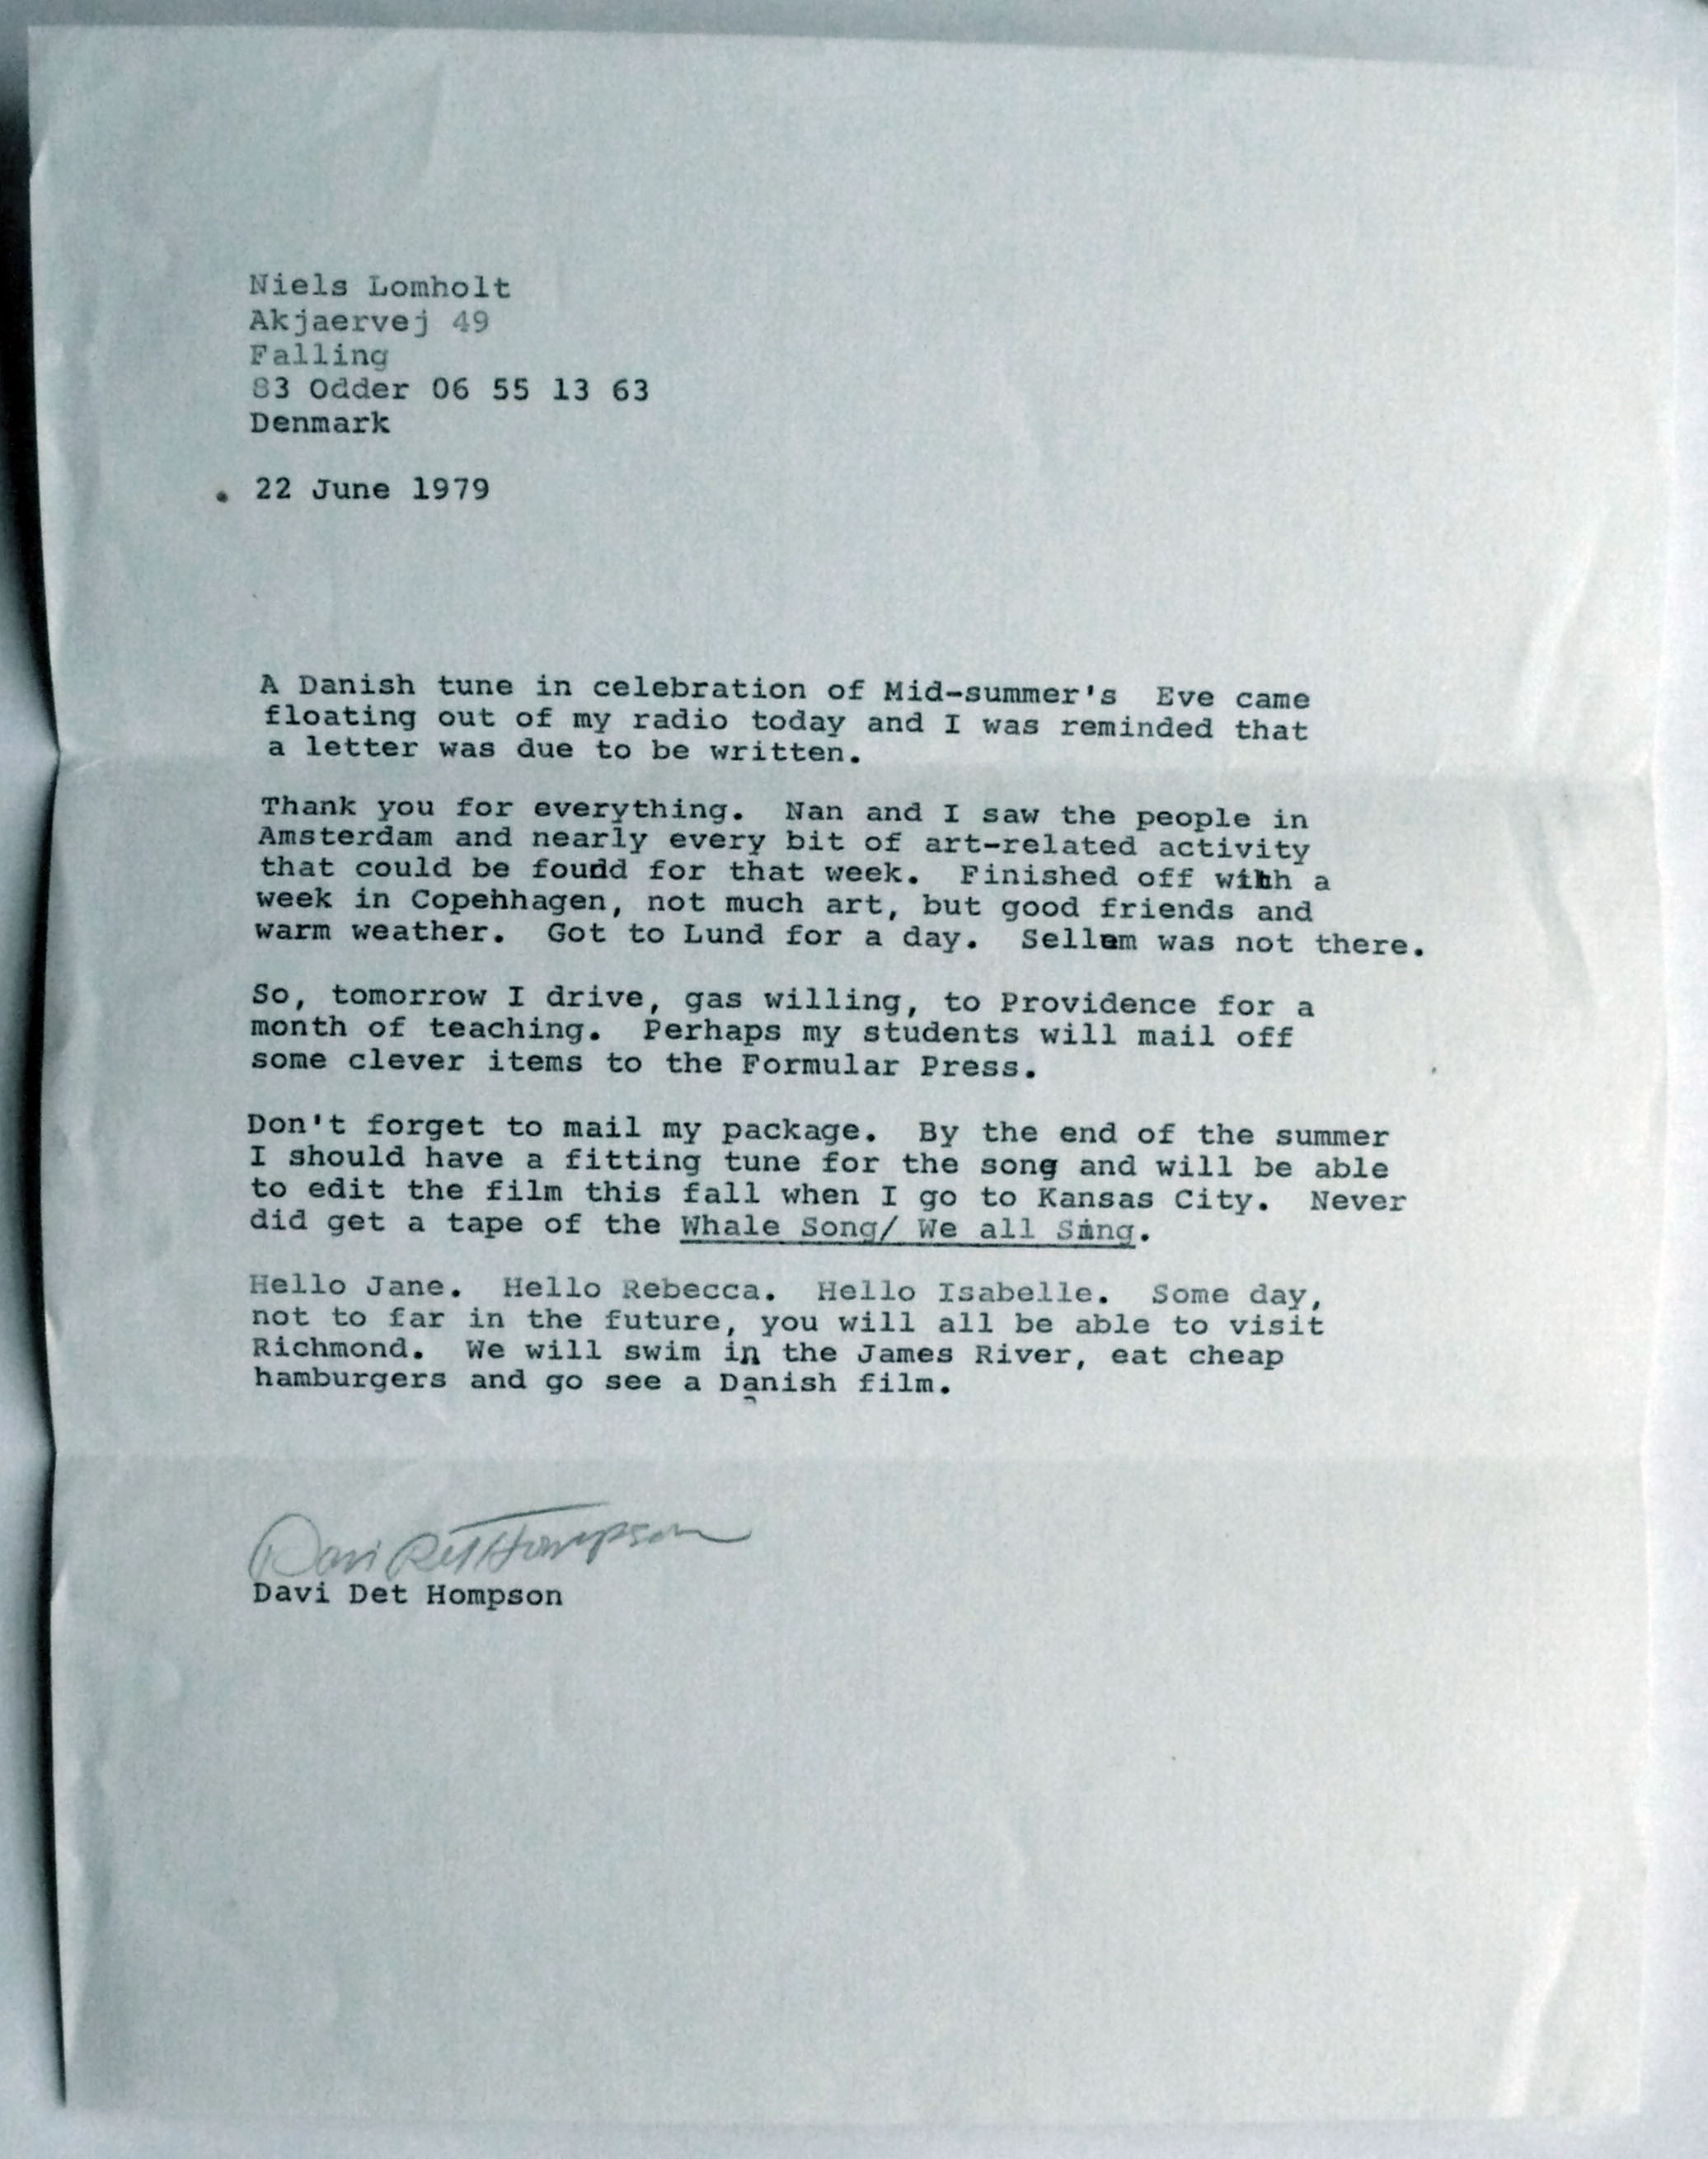 Niels Lomholt
Akjaervej 49
Falling
83 Odder 06 55 13 63
Denmark
22 June 1979
A Danish tune in celebration of Mid-summer's Eve came
floating out of my radio today and I was reminded that
a letter was due to be written.
Thank you for everything. Nan and I saw the people in
Amsterdam and nearly every bit of art-related activity
that could be found for that week. Finished off with a
week in Copehhagen, not much art, but good friends and
warm weather. Got to Lund for a day. Sellem was not there.
So, tomorrow I drive, gas willing, to Providence for a
month of teaching. Perhaps my students will mail off
some clever items to the Formular Press.
Don't forget to mail my package. By the end of the summer
I should have a fitting tune for the song and will be able
to edit the film this fall when I go to Kansas City. Never
did get a tape of the Whale Song/ We all Sing.
Hello Jane. Hello Rebecca. Hello Isabelle. Some day,
not to far in the future, you will all be able to visit
Richmond. We will swim in the James River, eat cheap
hamburgers and go see a Danish film.
Davi Det Hompson
Davi Det Hompson